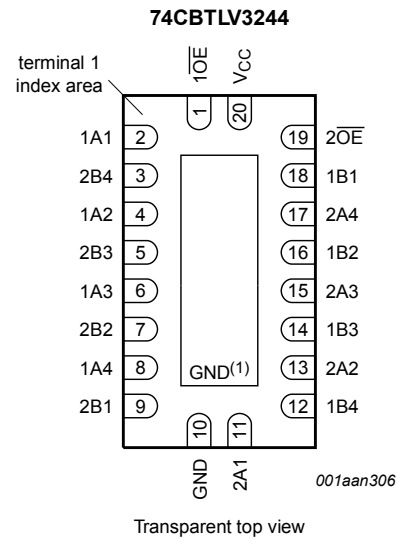 74CBTLV3244
terminal 1
index area
1OE
VCC
1
20
1A1 2
19 2OE
2B4 3
18 1B1
1A2 4
17 2A4
2B3 5
16 1B2
1A3 6
15 2A3
2B2 7
14 1B3
1A4 8
GND(1)
13 2A2
2B1 9
12 1B4
10
11
GND
2A1
001aan306
Transparent top view